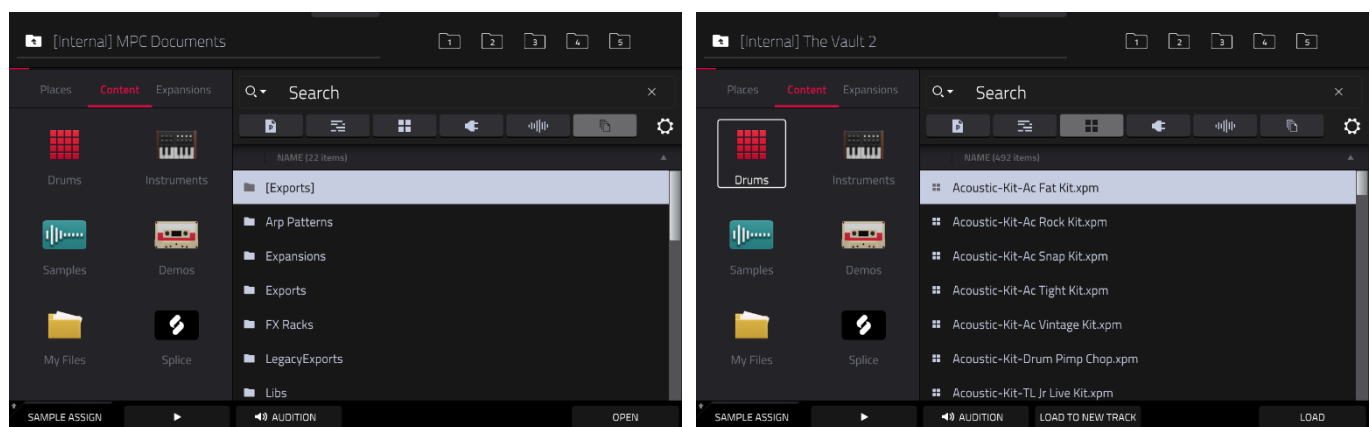 [Internal] MPC Documents
1 2 3 4 5
Places Content Expansions
Search
NAME (22 items)
Drums Instruments
Samples Demos
My Files Splice
[Exports]
Arp Patterns
Expansions
Exports
FX Racks
LegacyExports
Libs
SAMPLE ASSIGN AUDITION OPEN
[Internal] The Vault 2
1 2 3 4 5
Places Content Expansions
Search
NAME (492 items)
Drums Instruments
Samples Demos
My Files Splice
Acoustic-Kit-Ac Fat Kit.xpm
Acoustic-Kit-Ac Rock Kit.xpm
Acoustic-Kit-Ac Snap Kit.xpm
Acoustic-Kit-Ac Tight Kit.xpm
Acoustic-Kit-Ac Vintage Kit.xpm
Acoustic-Kit-Drum Pimp Chop.xpm
Acoustic-Kit-TL Jr Live Kit.xpm
SAMPLE ASSIGN AUDITION LOAD TO NEW TRACK LOAD